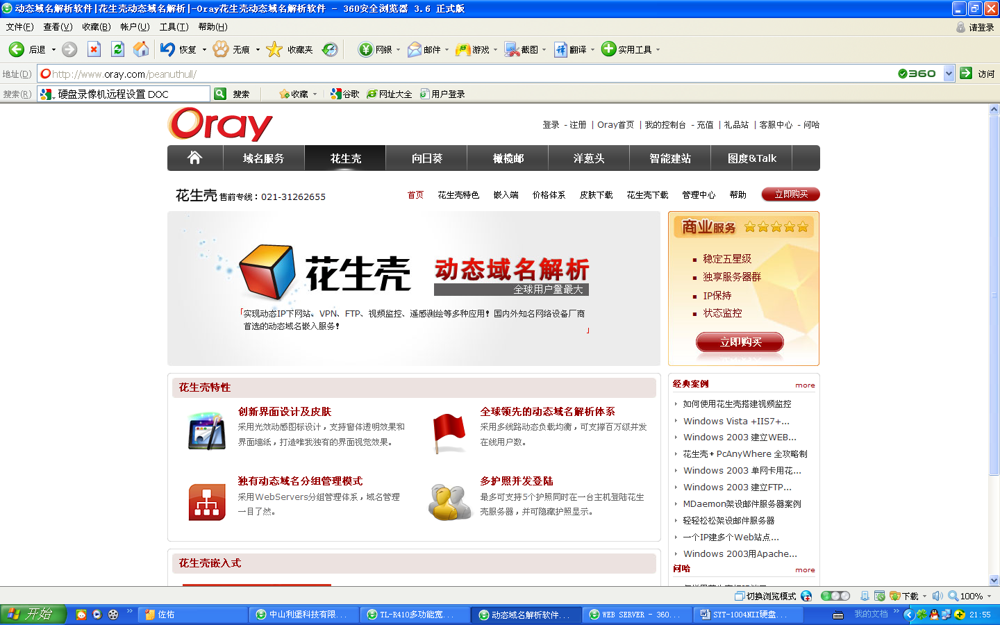 动态域名解析软件|花生壳动态域名解析|-Oray花生壳动态域名解析软件 - 360安全浏览器 3.6 正式版
文件(F) 查看(V) 收藏(B) 帐户(U) 工具(T) 帮助(H) 请登录
后退 恢复 无痕 收藏夹 网银 邮件 游戏 截图 翻译 实用工具
地址(D) http://www.oray.com/peanuthull/ 360 访问
搜索(R) 硬盘录像机远程设置 DOC 搜索 收藏 谷歌 网址大全 用户登录
Oray
登录 - 注册 | Oray首页 | 我的控制台 - 充值 | 礼品站 | 客服中心 - 问哈
域名服务 花生壳 向日葵 橄榄邮 洋葱头 智能建站 图度&Talk
花生壳 售前专线：021-31262655
首页 花生壳特色 嵌入端 价格体系 皮肤下载 花生壳下载 管理中心 帮助 立即购买
花生壳 动态域名解析
全球用户量最大
「实现动态IP下网站、VPN、FTP、视频监控、遥感测绘等多种应用！国内外知名网络设备厂商
首选的动态域名嵌入服务！
」
商业服务
稳定五星级
独享服务器群
IP保持
状态监控
立即购买
花生壳特性
创新界面设计及皮肤
采用光效动感图标设计，支持窗体透明效果和
界面墙纸，打造唯我独有的界面视觉效果。
全球领先的动态域名解析体系
采用多线路动态负载均衡，可支撑百万级并发
在线用户数。
独有动态域名分组管理模式
采用WebServers分组管理体系，域名管理
一目了然。
多护照并发登陆
最多可支持5个护照同时在一台主机登陆花生
壳服务器，并可隐藏护照显示。
花生壳嵌入式
经典案例 more
如何使用花生壳搭建视频监控
Windows Vista +IIS7+...
Windows 2003 建立WEB...
花生壳+ PcAnyWhere 全攻略制
Windows 2003 单网卡用花...
Windows 2003 建立FTP...
MDaemon架设邮件服务器案例
轻轻松松架设邮件服务器
一个IP建多个Web站点...
Windows 2003用Apache...
问哈 more
切换浏览模式 下载 100%
开始 佐佑 中山利堡科技有限... TL-R410多功能宽... 动态域名解析软件... WEB SERVER - 360... SYT-1004NII硬盘... 我的文档 21:55